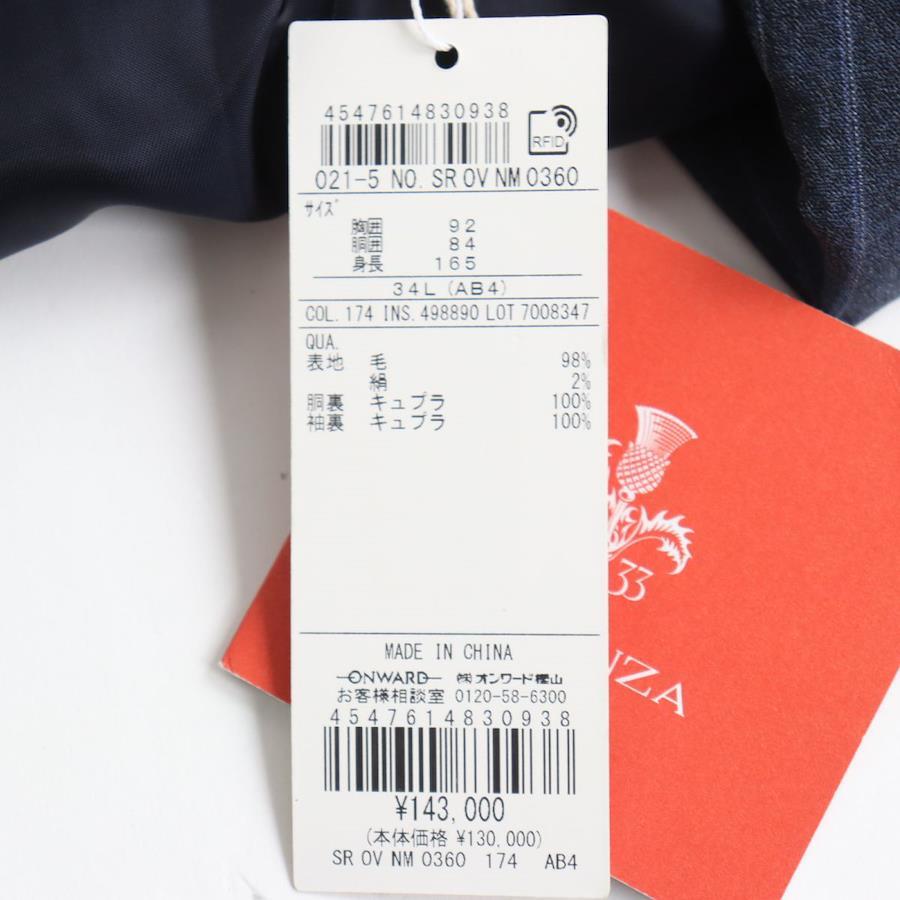 4547614830938
RFID
021-5 NO. SR OV NM 0360
サイズ
胸囲 92
胴囲 84
身長 165
34L (AB4)
COL. 174 INS. 498890 LOT 7008347
QUA.
表地 毛 98%
絹 2%
胴裏 キュプラ 100%
袖裏 キュプラ 100%
MADE IN CHINA
ONWARD ㈱オンワード樫山
お客様相談室 0120-58-6300
4547614830938
¥143,000
(本体価格 ¥130,000)
SR OV NM 0360 174 AB4
33
NZA